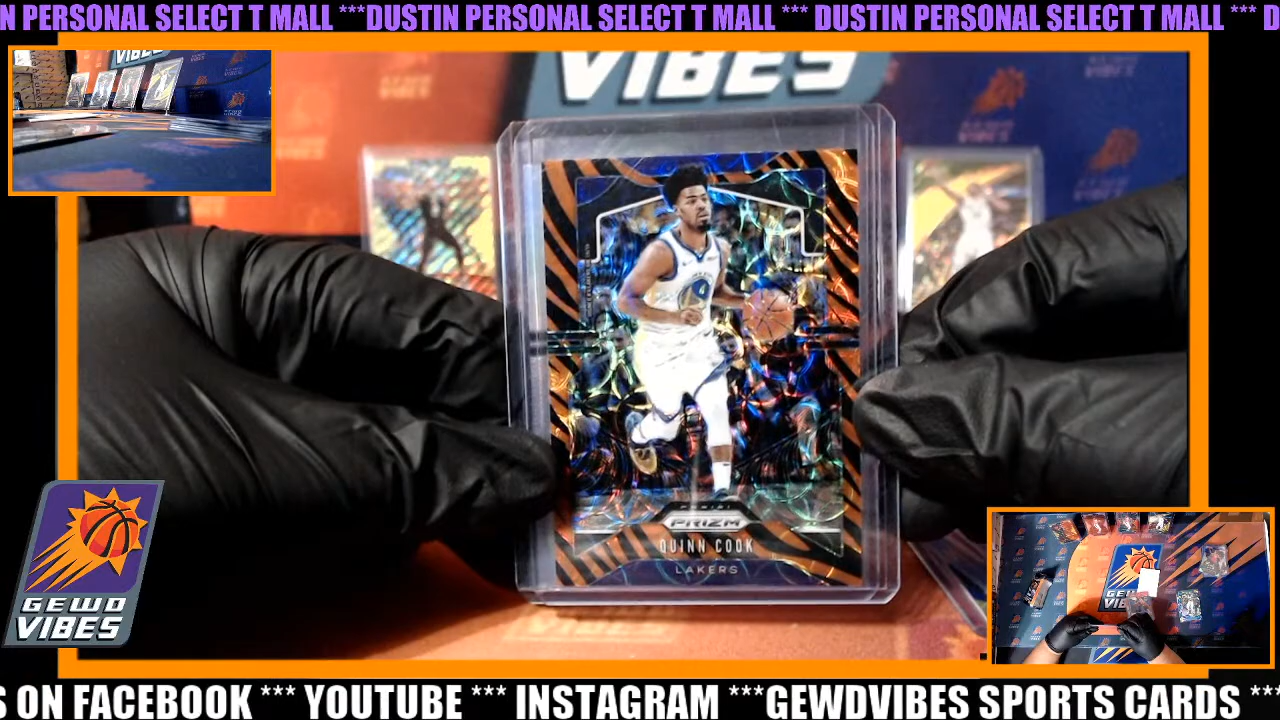 N PERSONAL SELECT T MALL ***DUSTIN PERSONAL SELECT T MALL *** DUSTIN PERSONAL SELECT T MALL *** D
VIBES
PANINI
PRIZM
QUINN COOK
LAKERS
GEWD
VIBES
S ON FACEBOOK *** YOUTUBE *** INSTAGRAM ***GEWDVIBES SPORTS CARDS ***